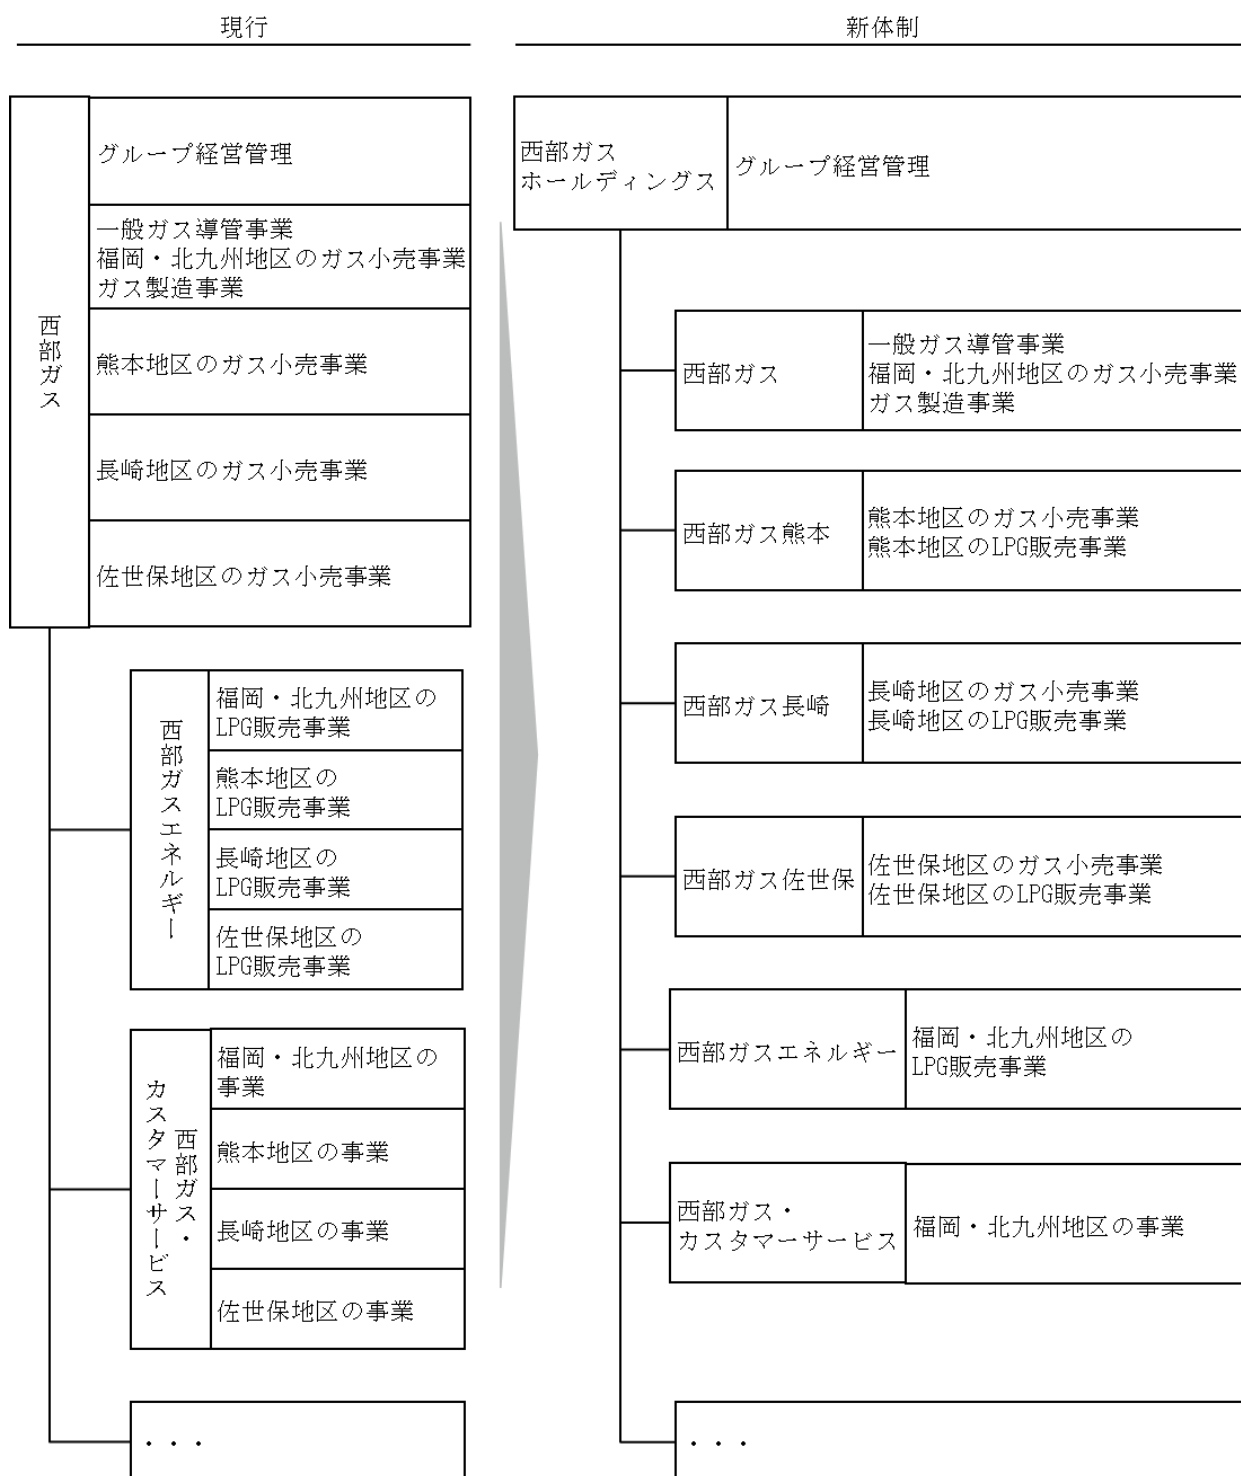 現行
西部ガス
グループ経営管理
一般ガス導管事業
福岡・北九州地区のガス小売事業
ガス製造事業
熊本地区のガス小売事業
長崎地区のガス小売事業
佐世保地区のガス小売事業
西部ガスエネルギー
福岡・北九州地区の
LPG販売事業
熊本地区の
LPG販売事業
長崎地区の
LPG販売事業
佐世保地区の
LPG販売事業
西部ガス・
カスタマーサービス
福岡・北九州地区の
事業
熊本地区の事業
長崎地区の事業
佐世保地区の事業
・・・
新体制
西部ガス
ホールディングス
グループ経営管理
西部ガス
一般ガス導管事業
福岡・北九州地区のガス小売事業
ガス製造事業
西部ガス熊本
熊本地区のガス小売事業
熊本地区のLPG販売事業
西部ガス長崎
長崎地区のガス小売事業
長崎地区のLPG販売事業
西部ガス佐世保
佐世保地区のガス小売事業
佐世保地区のLPG販売事業
西部ガスエネルギー
福岡・北九州地区の
LPG販売事業
西部ガス・
カスタマーサービス
福岡・北九州地区の事業
・・・